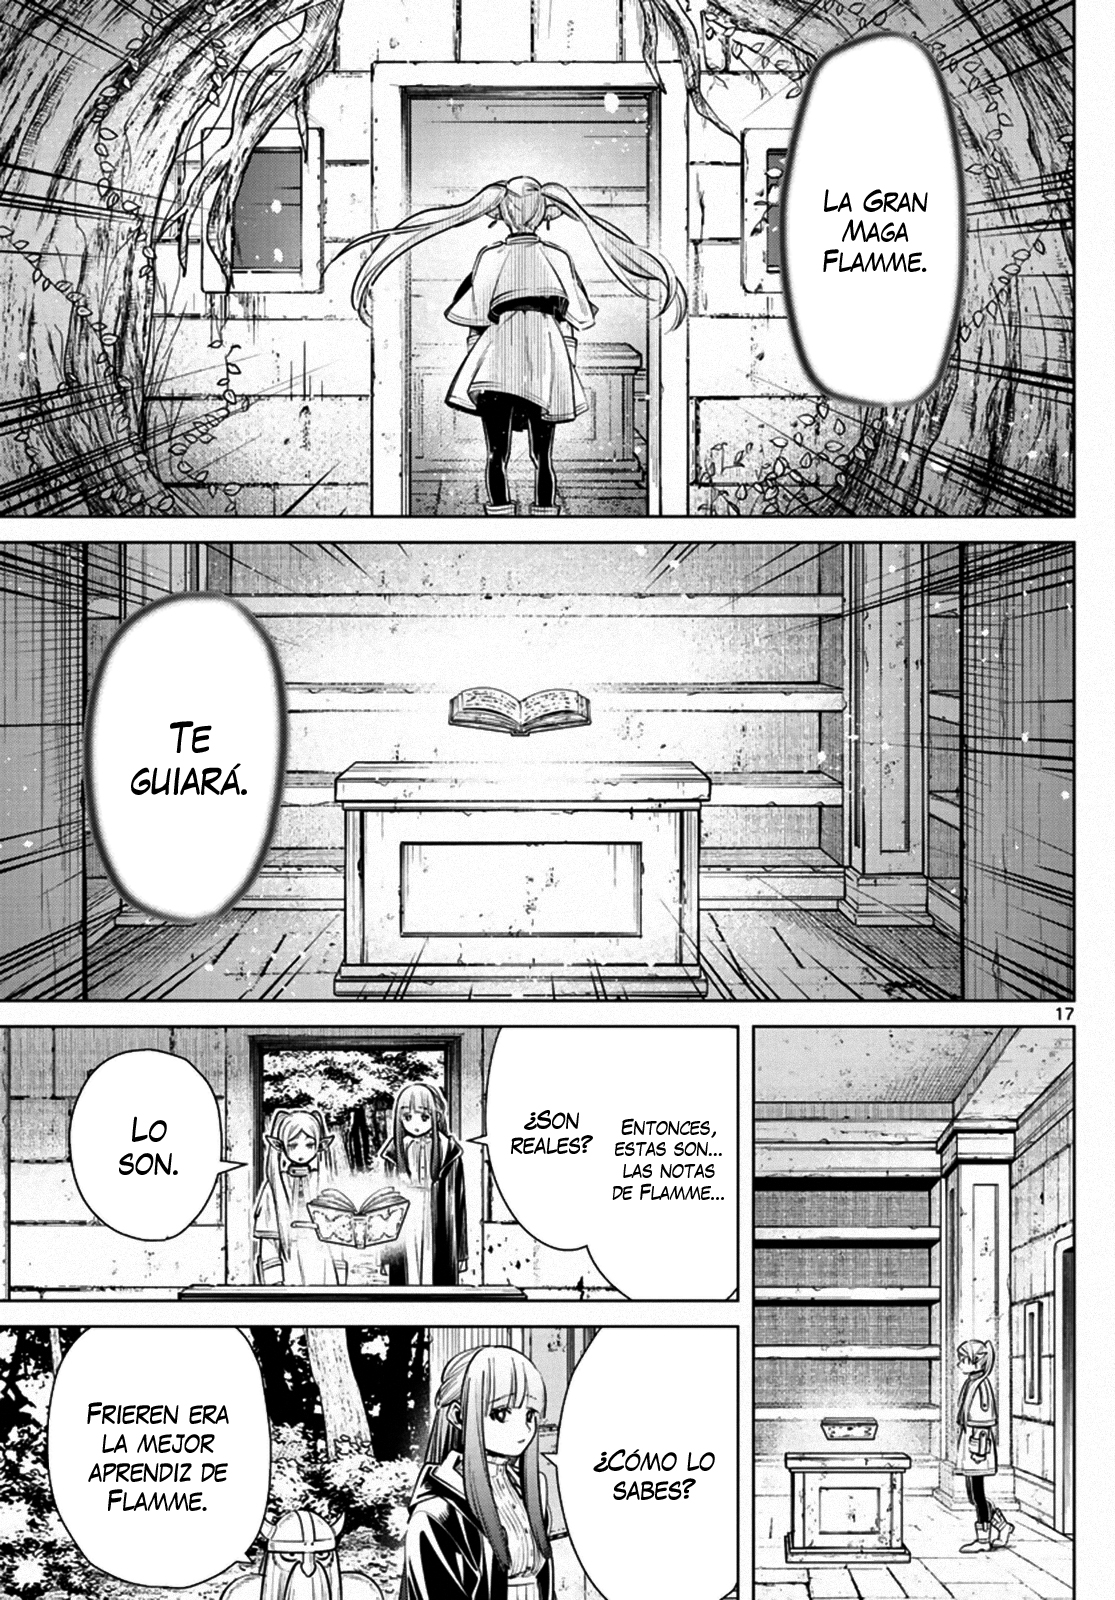 La Gran
Maga
Flamme.
Te
guiará.
17
Entonces,
estas son...
las notas
de Flamme...
¿Son
reales?
Lo
son.
¿Cómo lo
sabes?
Frieren era
la mejor
aprendiz de
Flamme.